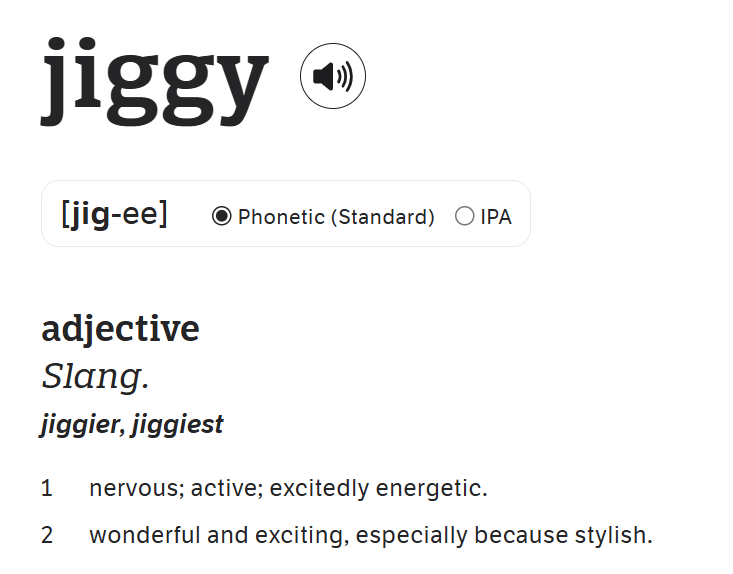 jiggy
[jig-ee] Phonetic (Standard) IPA
adjective
Slang.
jiggier, jiggiest
1 nervous; active; excitedly energetic.
2 wonderful and exciting, especially because stylish.